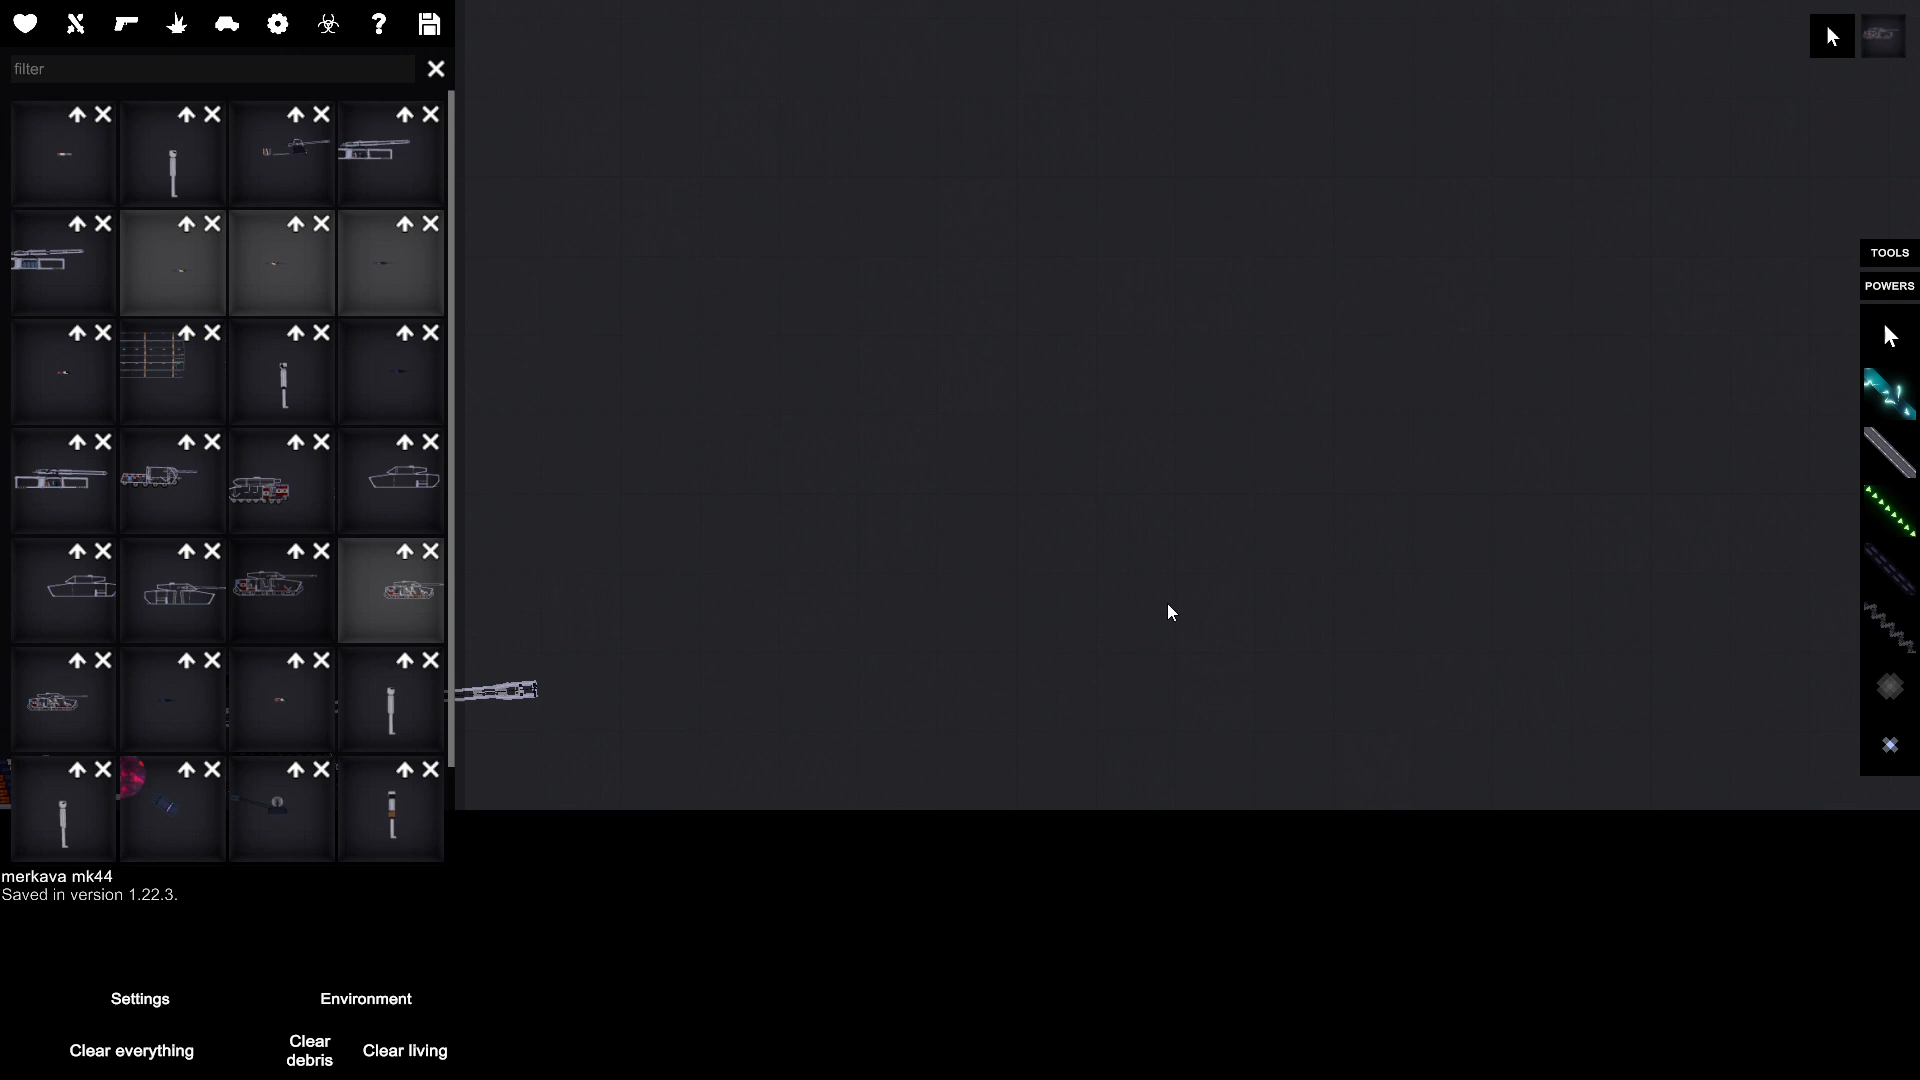 filter
TOOLS
POWERS
merkava mk44
Saved in version 1.22.3.
Settings
Environment
Clear everything
Clear
debris
Clear living